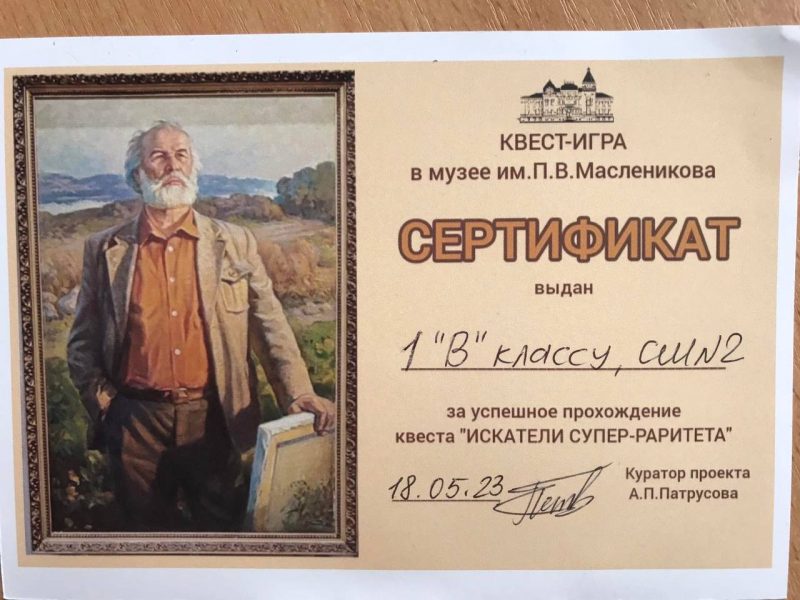 КВЕСТ-ИГРА
в музее им.П.В.Масленикова
СЕРТИФИКАТ
выдан
1 "В" классу, СШ№2
за успешное прохождение
квеста "ИСКАТЕЛИ СУПЕР-РАРИТЕТА"
18.05.23
Куратор проекта
А.П.Патрусова